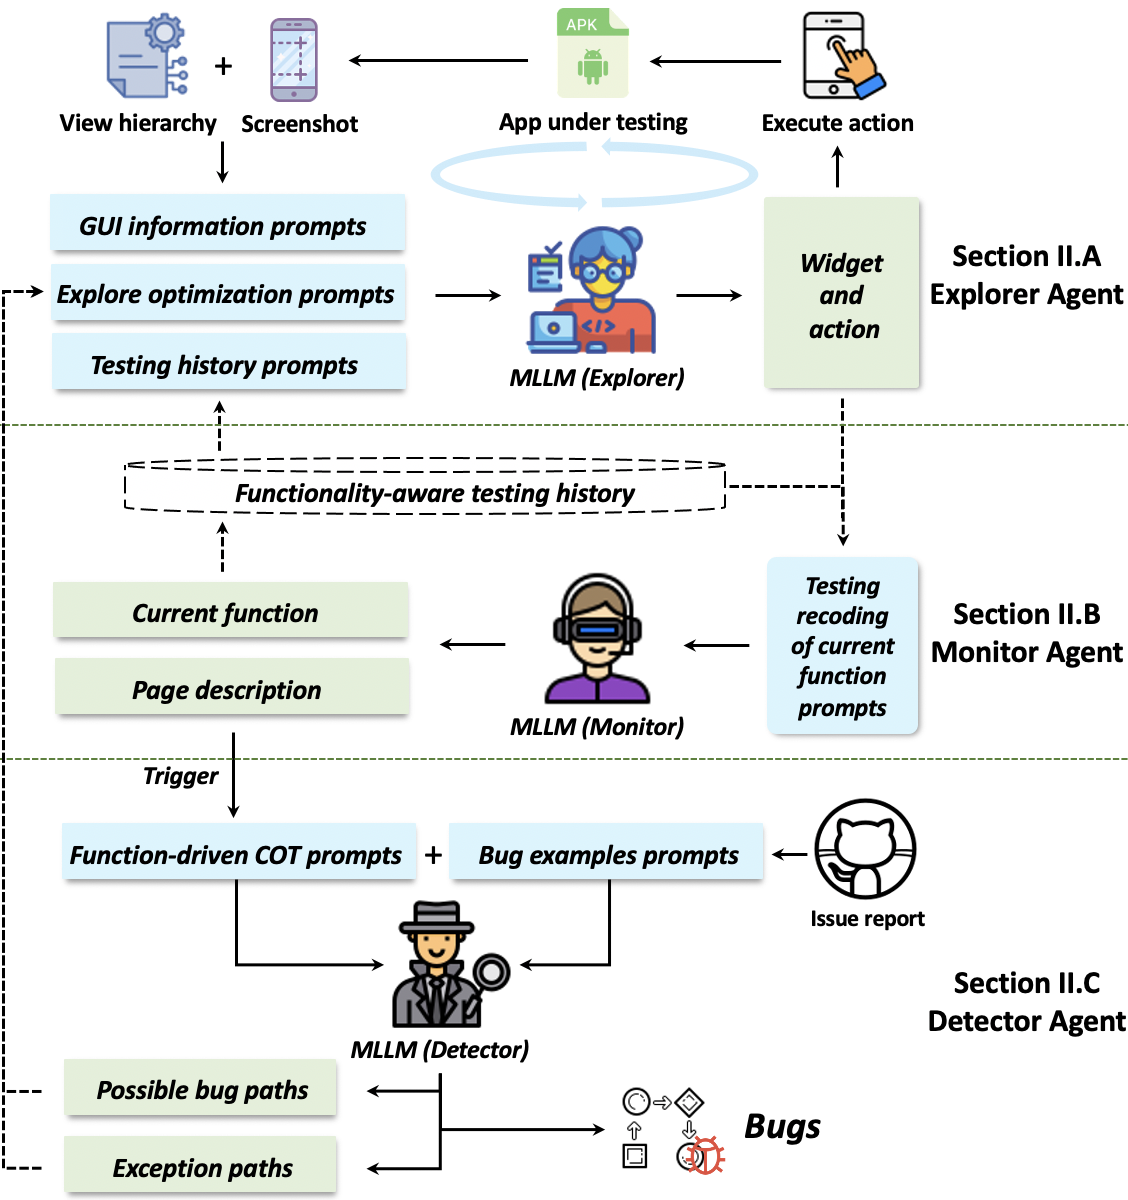 APK
View hierarchy
+
Screenshot
App under testing
Execute action
GUI information prompts
Explore optimization prompts
Testing history prompts
</>
MLLM (Explorer)
Widget
and
action
Section II.A
Explorer Agent
Functionality-aware testing history
Current function
Page description
MLLM (Monitor)
Testing
recoding
of current
function
prompts
Section II.B
Monitor Agent
Trigger
Function-driven COT prompts
+
Bug examples prompts
Issue report
MLLM (Detector)
Section II.C
Detector Agent
Possible bug paths
Exception paths
Bugs